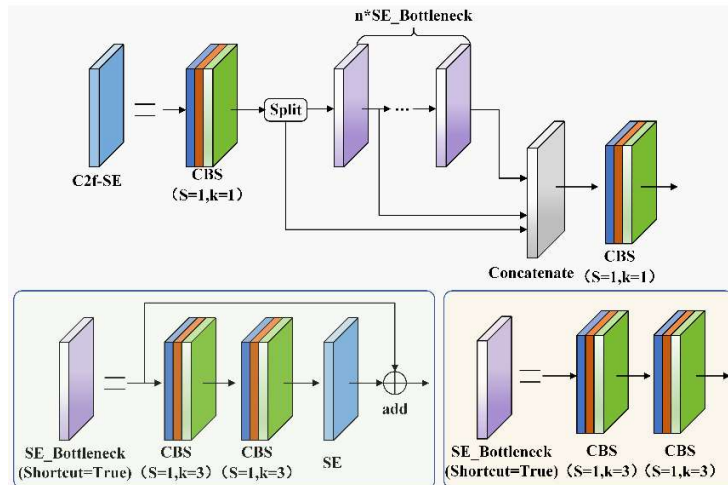 n*SE_Bottleneck
Split
...
C2f-SE
CBS
(S=1,k=1)
Concatenate
CBS
(S=1,k=1)
add
SE_Bottleneck
(Shortcut=True)
CBS
(S=1,k=3)
CBS
(S=1,k=3)
SE
SE_Bottleneck
(Shortcut=True)
CBS
(S=1,k=3)
CBS
(S=1,k=3)